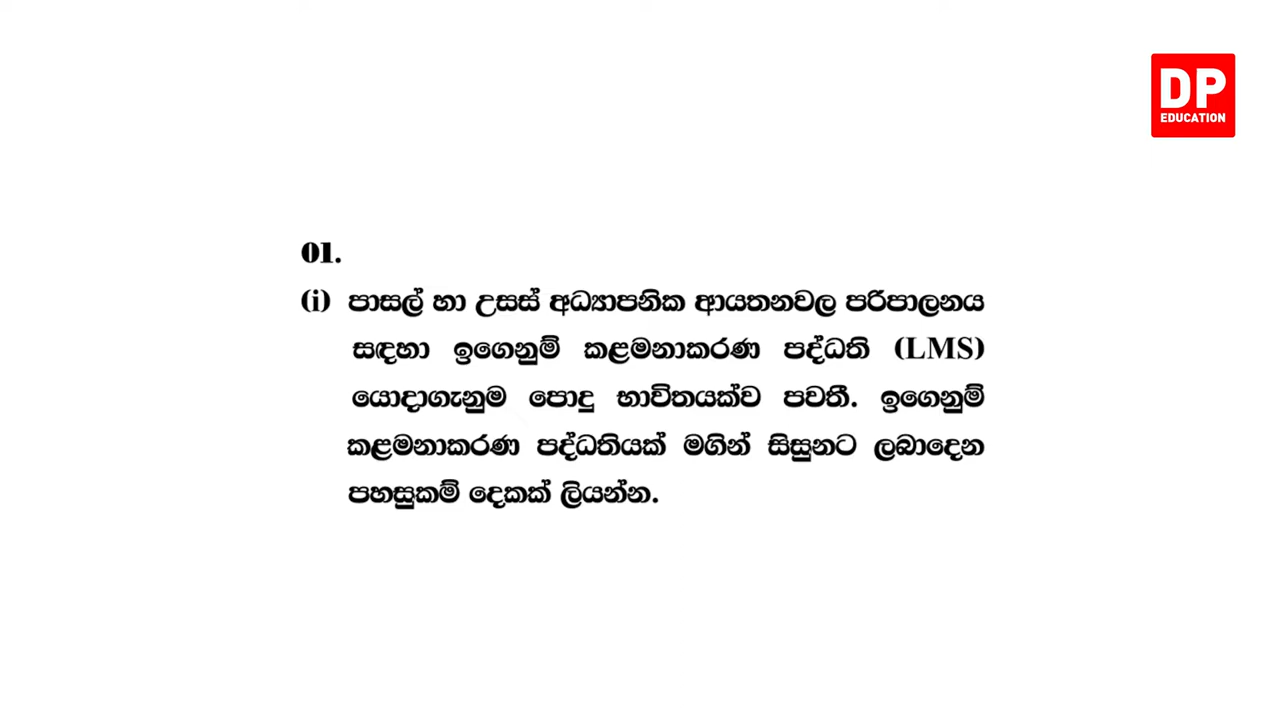 DP
EDUCATION
01.
(i) පාසල් හා උසස් අධ්‍යාපනික ආයතනවල පරිපාලනය
සඳහා ඉගෙනුම් කළමනාකරණ පද්ධති (LMS)
යොදාගැනුම පොදු භාවිතයක්ව පවතී. ඉගෙනුම්
කළමනාකරණ පද්ධතියක් මගින් සිසුනට ලබාදෙන
පහසුකම් දෙකක් ලියන්න.